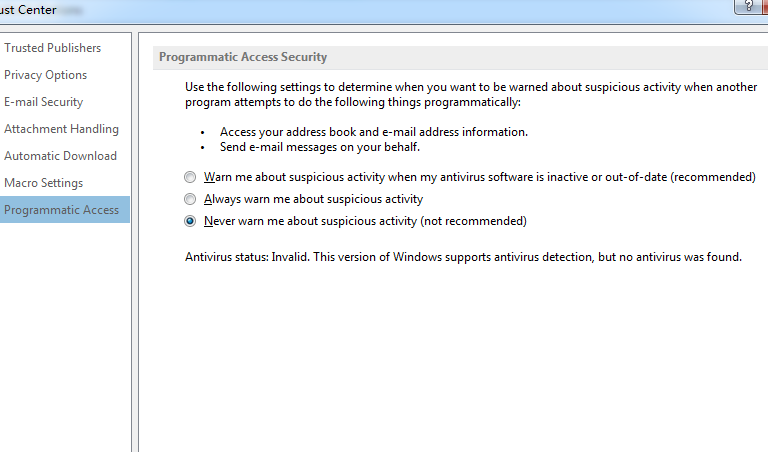 ust Center
Trusted Publishers
Privacy Options
E-mail Security
Attachment Handling
Automatic Download
Macro Settings
Programmatic Access
Programmatic Access Security
Use the following settings to determine when you want to be warned about suspicious activity when another
program attempts to do the following things programmatically:
• Access your address book and e-mail address information.
• Send e-mail messages on your behalf.
Warn me about suspicious activity when my antivirus software is inactive or out-of-date (recommended)
Always warn me about suspicious activity
Never warn me about suspicious activity (not recommended)
Antivirus status: Invalid. This version of Windows supports antivirus detection, but no antivirus was found.